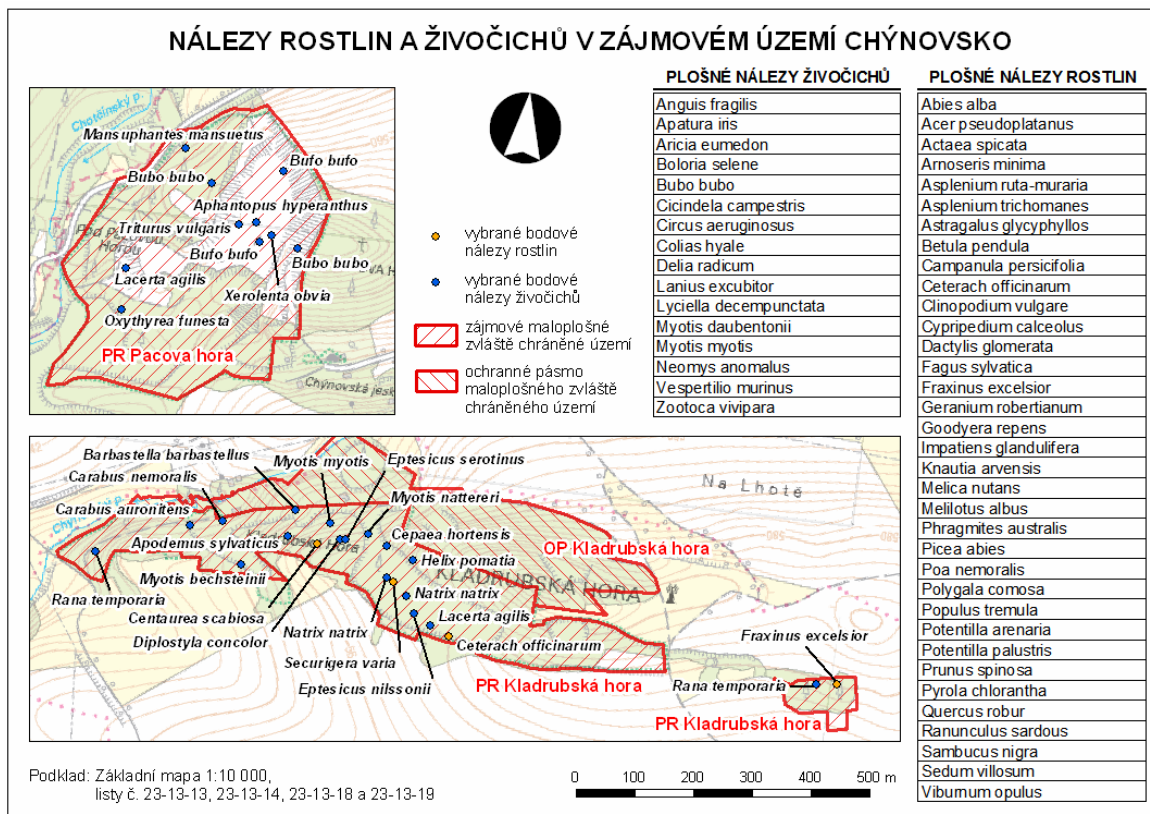 NÁLEZY ROSTLIN A ŽIVOČICHŮ V ZÁJMOVÉM ÚZEMÍ CHÝNOVSKO
Chotčinský p.
Mansuphantes mansuetus
Bufo bufo
Bubo bubo
Aphantopus hyperanthus
Triturus vulgaris
Pod Pacovou
Horou
Bufo bufo
Bubo bubo
Lacerta agilis
Xerolenta obvia
Oxythyrea funesta
PR Pacova hora
Chýnovská jesk
580
vybrané bodové
nálezy rostlin
vybrané bodové
nálezy živočichů
zájmové maloplošné
zvláště chráněné území
ochranné pásmo
maloplošného zvláště
chráněného území
PLOŠNÉ NÁLEZY ŽIVOČICHŮ
Anguis fragilis
Apatura iris
Aricia eumedon
Boloria selene
Bubo bubo
Cicindela campestris
Circus aeruginosus
Colias hyale
Delia radicum
Lanius excubitor
Lyciella decempunctata
Myotis daubentonii
Myotis myotis
Neomys anomalus
Vespertilio murinus
Zootoca vivipara
PLOŠNÉ NÁLEZY ROSTLIN
Abies alba
Acer pseudoplatanus
Actaea spicata
Arnoseris minima
Asplenium ruta-muraria
Asplenium trichomanes
Astragalus glycyphyllos
Betula pendula
Campanula persicifolia
Ceterach officinarum
Clinopodium vulgare
Cypripedium calceolus
Dactylis glomerata
Fagus sylvatica
Fraxinus excelsior
Geranium robertianum
Goodyera repens
Impatiens glandulifera
Knautia arvensis
Melica nutans
Melilotus albus
Phragmites australis
Picea abies
Poa nemoralis
Polygala comosa
Populus tremula
Potentilla arenaria
Potentilla palustris
Prunus spinosa
Pyrola chlorantha
Quercus robur
Ranunculus sardous
Sambucus nigra
Sedum villosum
Viburnum opulus
Barbastella barbastellus
Myotis myotis
Eptesicus serotinus
Carabus nemoralis
Myotis nattereri
Na Lhotě
Carabus auronitens
Apodemus sylvaticus
Kladrubská Hora
Cepaea hortensis
OP Kladrubská hora
Helix pomatia
KLADRUBSKÁ HORA
Myotis bechsteinii
Rana temporaria
Natrix natrix
Centaurea scabiosa
Lacerta agilis
Diplostyla concolor
Natrix natrix
Ceterach officinarum
Fraxinus excelsior
Securigera varia
Eptesicus nilssonii
PR Kladrubská hora
Rana temporaria
PR Kladrubská hora
Podklad: Základní mapa 1:10 000,
listy č. 23-13-13, 23-13-14, 23-13-18 a 23-13-19
0 100 200 300 400 500 m